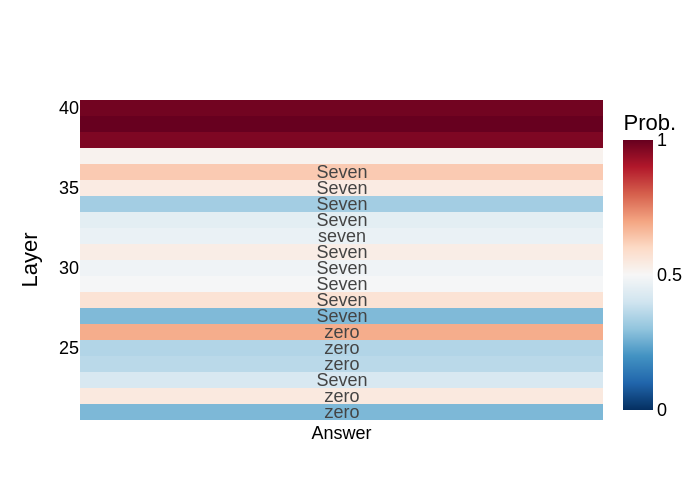 Prob.
40
1
Seven
35
Seven
Seven
Seven
seven
Seven
30
Seven
0.5
Seven
Seven
Seven
zero
25
zero
zero
Seven
zero
zero
0
Answer
Layer